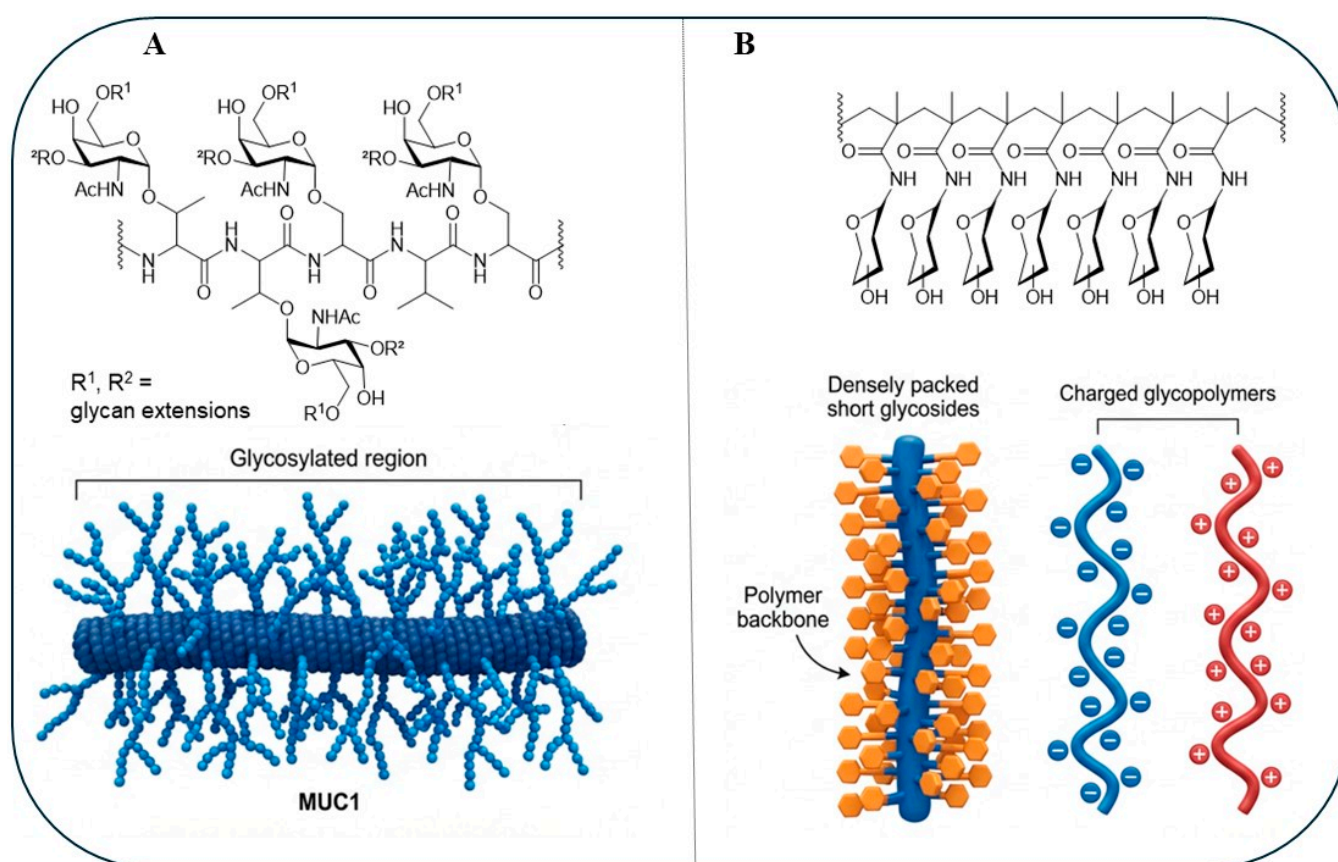 A
B
OR¹
HO
O
²RO
AcHN
O
OR¹
HO
O
²RO
AcHN
O
OR¹
HO
O
²RO
AcHN
O
N
H
O
H
N
O
O
N
H
O
H
N
O
O
N
H
O
O
NHAc
OR²
O
R¹O
OH
R¹, R² =
glycan extensions
Glycosylated region
MUC1
O
NH
O
NH
O
NH
O
NH
O
NH
O
NH
O
NH
O
O
O
O
O
O
O
OH
OH
OH
OH
OH
OH
OH
Densely packed
short glycosides
Charged glycopolymers
Polymer
backbone
− − − − − − − − − − −
+ + + + + + + + + + + +